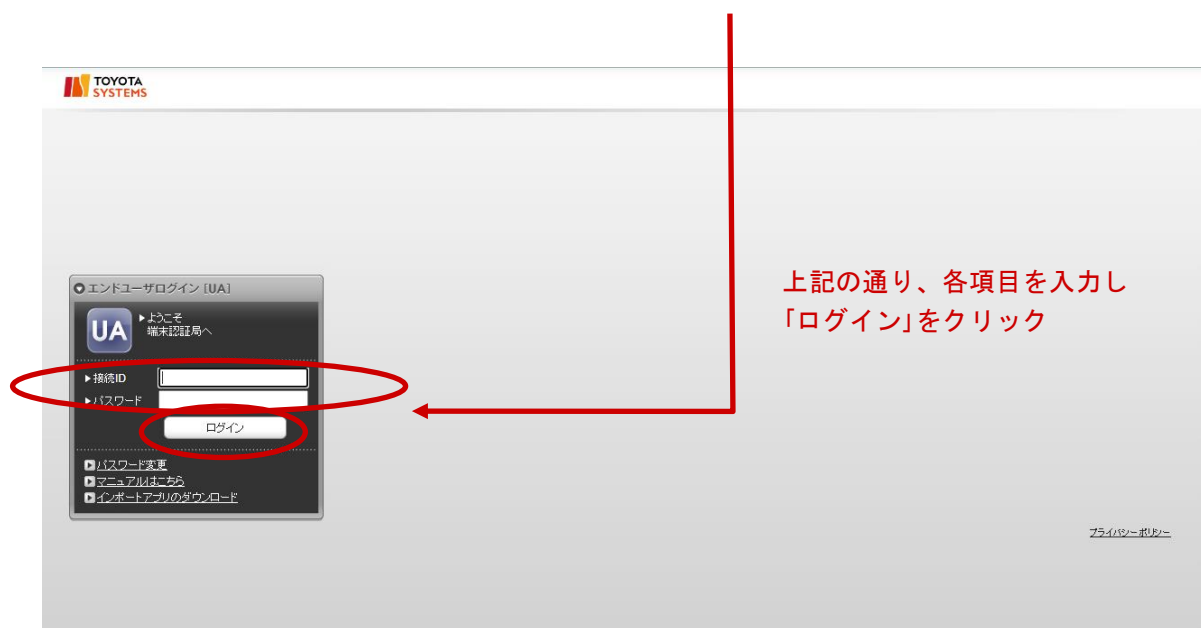 TOYOTA
SYSTEMS
エンドユーザログイン [UA]
UA
ようこそ
端末認証局へ
接続ID
パスワード
ログイン
パスワード変更
マニュアルはこちら
インポートアプリのダウンロード
上記の通り、各項目を入力し
｢ログイン｣をクリック
プライバシーポリシー